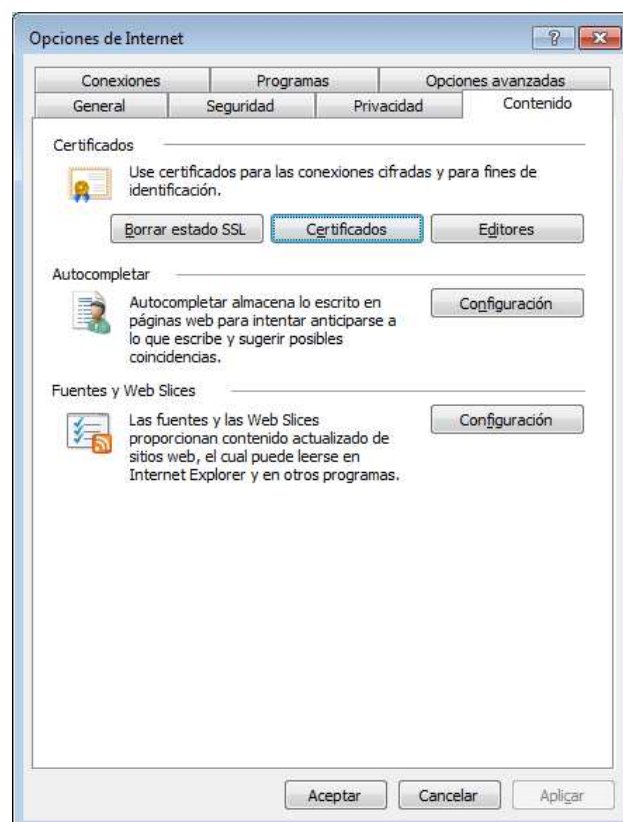 Opciones de Internet
Conexiones Programas Opciones avanzadas
General Seguridad Privacidad Contenido
Certificados
Use certificados para las conexiones cifradas y para fines de
identificación.
Borrar estado SSL Certificados Editores
Autocompletar
Autocompletar almacena lo escrito en
páginas web para intentar anticiparse a
lo que escribe y sugerir posibles
coincidencias.
Configuración
Fuentes y Web Slices
Las fuentes y las Web Slices
proporcionan contenido actualizado de
sitios web, el cual puede leerse en
Internet Explorer y en otros programas.
Configuración
Aceptar Cancelar Aplicar